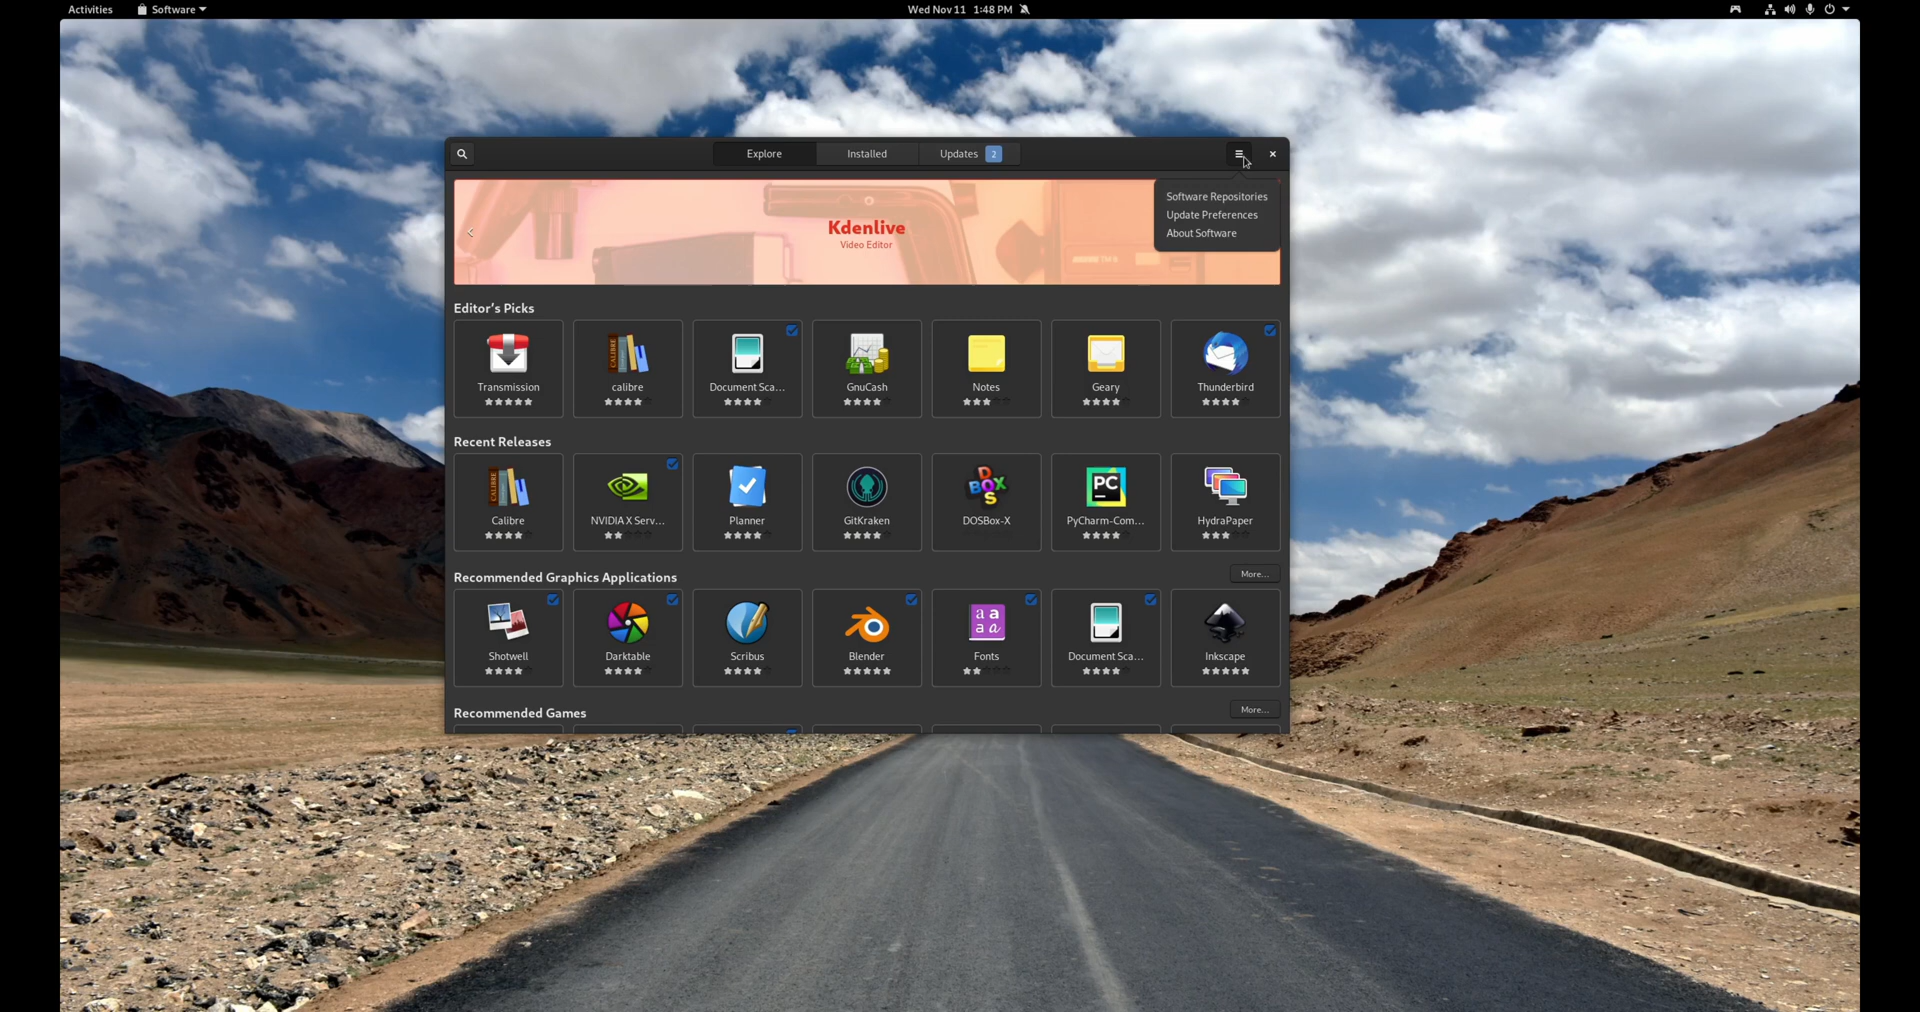 Activities
Software
Wed Nov 11 1:48 PM
Explore
Installed
Updates 2
Software Repositories
Update Preferences
About Software
Kdenlive
Video Editor
Editor’s Picks
Transmission
calibre
Document Sca...
GnuCash
Notes
Geary
Thunderbird
Recent Releases
Calibre
NVIDIA X Serv...
Planner
GitKraken
DOSBox-X
PyCharm-Com...
HydraPaper
Recommended Graphics Applications
More...
Shotwell
Darktable
Scribus
Blender
Fonts
Document Sca...
Inkscape
Recommended Games
More...